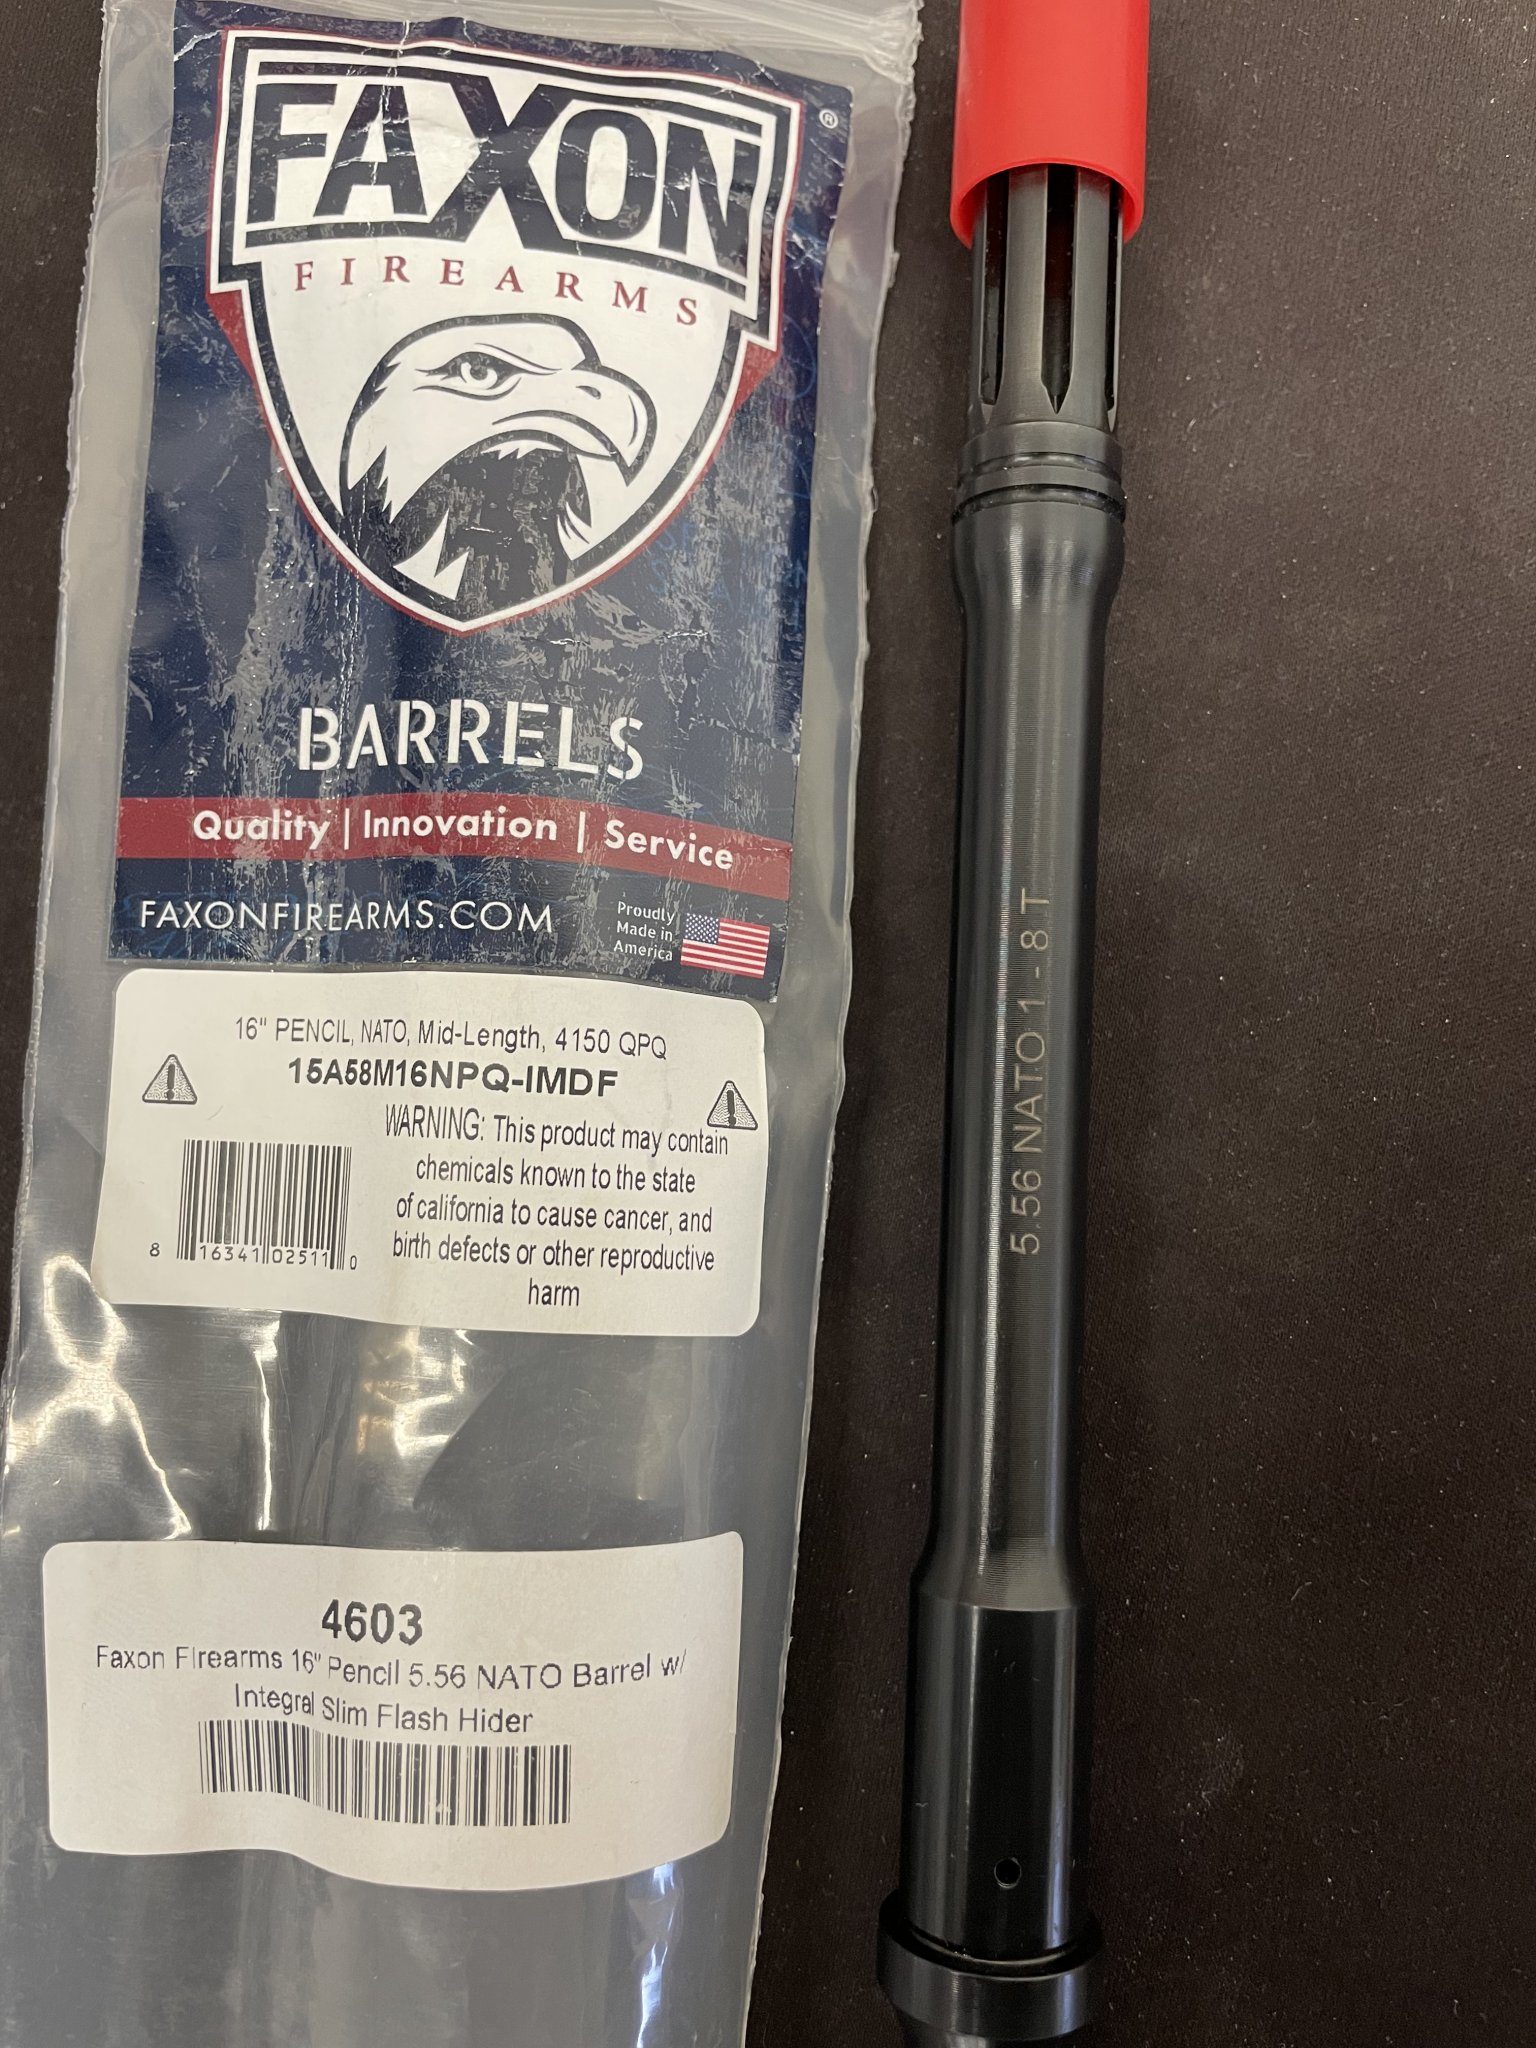 FAXON®
FIREARMS
BARRELS
Quality | Innovation | Service
FAXONFIREARMS.COM
Proudly
Made in
America
16" PENCIL, NATO, Mid-Length, 4150 QPQ
15A58M16NPQ-IMDF
WARNING: This product may contain
chemicals known to the state
of california to cause cancer, and
birth defects or other reproductive
harm
8 16341 02511 0
4603
Faxon Firearms 16" Pencil 5.56 NATO Barrel w/
Integral Slim Flash Hider
5.56 NATO 1-8 T